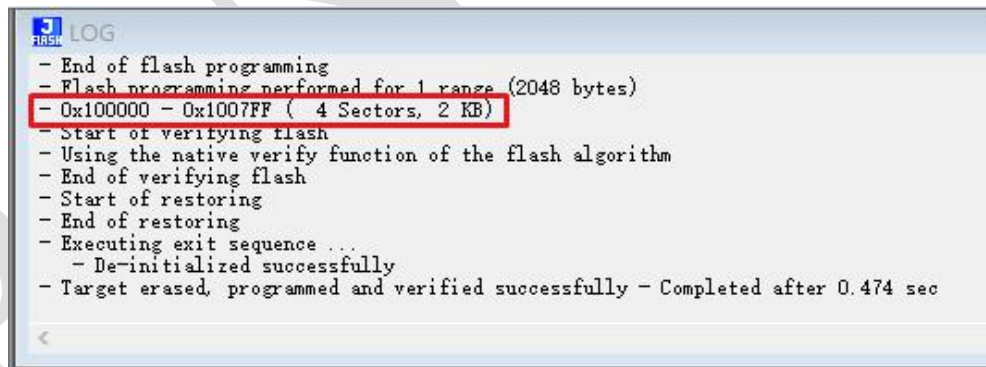 J
FLASH LOG
- End of flash programming
- Flash programming performed for 1 range (2048 bytes)
- 0x100000 - 0x1007FF ( 4 Sectors, 2 KB)
- Start of verifying flash
- Using the native verify function of the flash algorithm
- End of verifying flash
- Start of restoring
- End of restoring
- Executing exit sequence ...
- De-initialized successfully
- Target erased, programmed and verified successfully - Completed after 0.474 sec
<